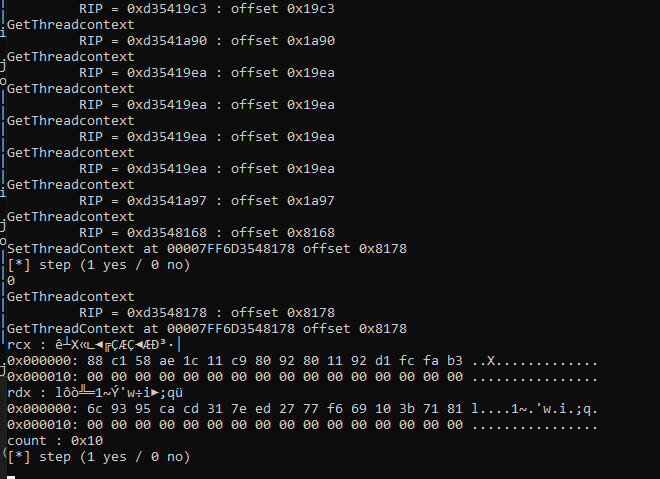 RIP = 0xd35419c3 : offset 0x19c3
GetThreadcontext
RIP = 0xd3541a90 : offset 0x1a90
GetThreadcontext
RIP = 0xd35419ea : offset 0x19ea
GetThreadcontext
RIP = 0xd35419ea : offset 0x19ea
GetThreadcontext
RIP = 0xd35419ea : offset 0x19ea
GetThreadcontext
RIP = 0xd35419ea : offset 0x19ea
GetThreadcontext
RIP = 0xd3541a97 : offset 0x1a97
GetThreadcontext
RIP = 0xd3548168 : offset 0x8168
SetThreadContext at 00007FF6D3548178 offset 0x8178
[*] step (1 yes / 0 no)
0
GetThreadcontext
RIP = 0xd3548178 : offset 0x8178
GetThreadContext at 00007FF6D3548178 offset 0x8178
rcx : ê┴X«∟◄╔ÇÆÇ◄ÆÐ³·│
0x000000: 88 c1 58 ae 1c 11 c9 80 92 80 11 92 d1 fc fa b3 ..X.............
0x000010: 00 00 00 00 00 00 00 00 00 00 00 00 00 00 00 00 ................
rdx : lôò╩═1~Ý'w÷i►;qü
0x000000: 6c 93 95 ca cd 31 7e ed 27 77 f6 69 10 3b 71 81 l....1~.'w.i.;q.
0x000010: 00 00 00 00 00 00 00 00 00 00 00 00 00 00 00 00 ................
count : 0x10
[*] step (1 yes / 0 no)